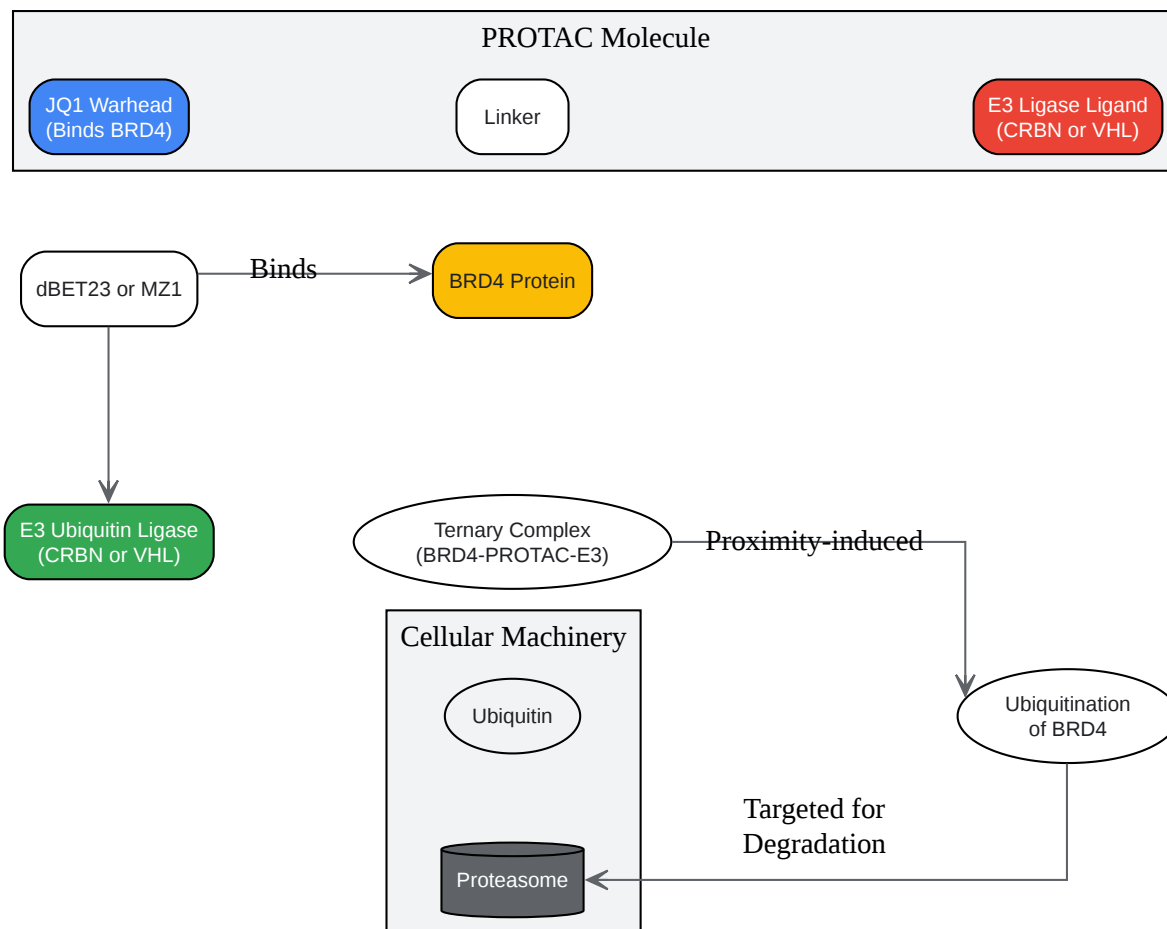 PROTAC Molecule
JQ1 Warhead
(Binds BRD4)
Linker
E3 Ligase Ligand
(CRBN or VHL)
dBET23 or MZ1
Binds
BRD4 Protein
E3 Ubiquitin Ligase
(CRBN or VHL)
Ternary Complex
(BRD4-PROTAC-E3)
Proximity-induced
Cellular Machinery
Ubiquitin
Ubiquitination
of BRD4
Targeted for
Degradation
Proteasome